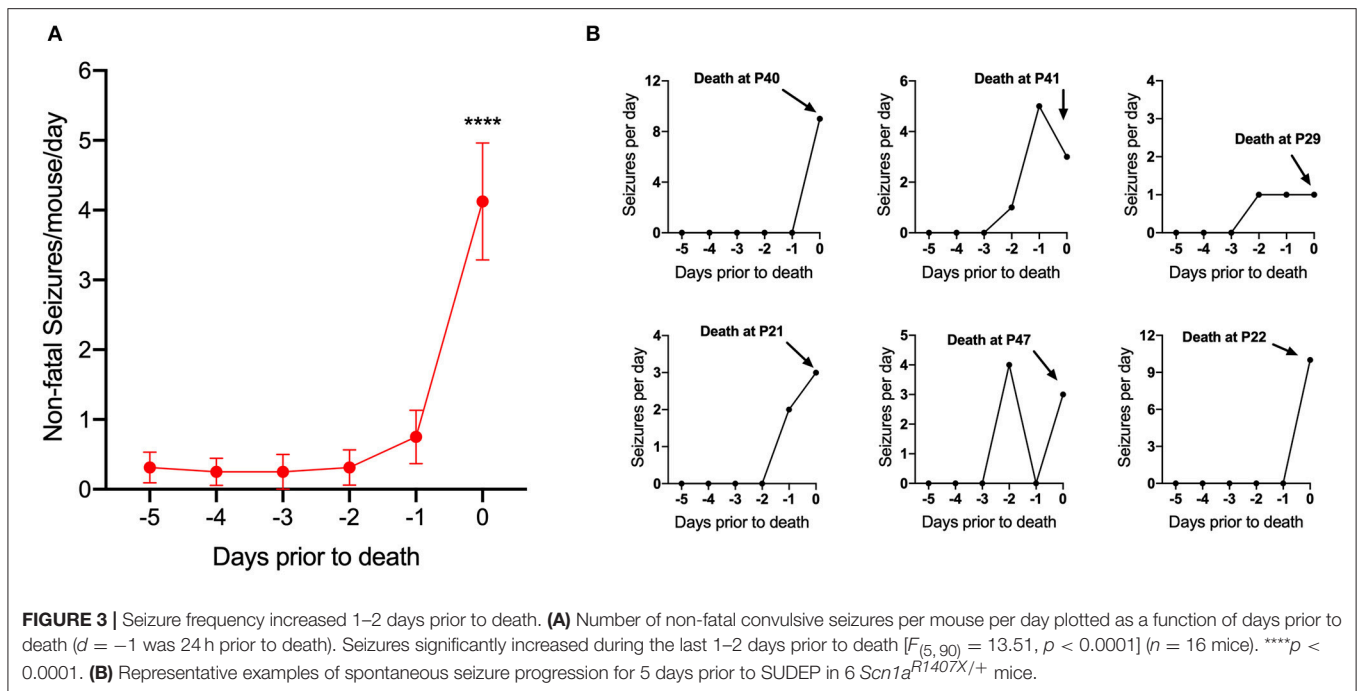 A
Non-fatal Seizures/mouse/day
6
5
4
3
2
1
0
****
-5 -4 -3 -2 -1 0
Days prior to death
B
Seizures per day
12
8
4
0
Death at P40
-5 -4 -3 -2 -1 0
Days prior to death
Seizures per day
6
4
2
0
Death at P41
-5 -4 -3 -2 -1 0
Days prior to death
Seizures per day
4
3
2
1
0
Death at P29
-5 -4 -3 -2 -1 0
Days prior to death
Seizures per day
4
3
2
1
0
Death at P21
-5 -4 -3 -2 -1 0
Days prior to death
Seizures per day
5
4
3
2
1
0
Death at P47
-5 -4 -3 -2 -1 0
Days prior to death
Seizures per day
12
9
6
3
0
Death at P22
-5 -4 -3 -2 -1 0
Days prior to death
FIGURE 3 | Seizure frequency increased 1–2 days prior to death. (A) Number of non-fatal convulsive seizures per mouse per day plotted as a function of days prior to
death (d = −1 was 24 h prior to death). Seizures significantly increased during the last 1–2 days prior to death [F(5, 90) = 13.51, p < 0.0001] (n = 16 mice). ****p <
0.0001. (B) Representative examples of spontaneous seizure progression for 5 days prior to SUDEP in 6 Scn1aR1407X/+ mice.